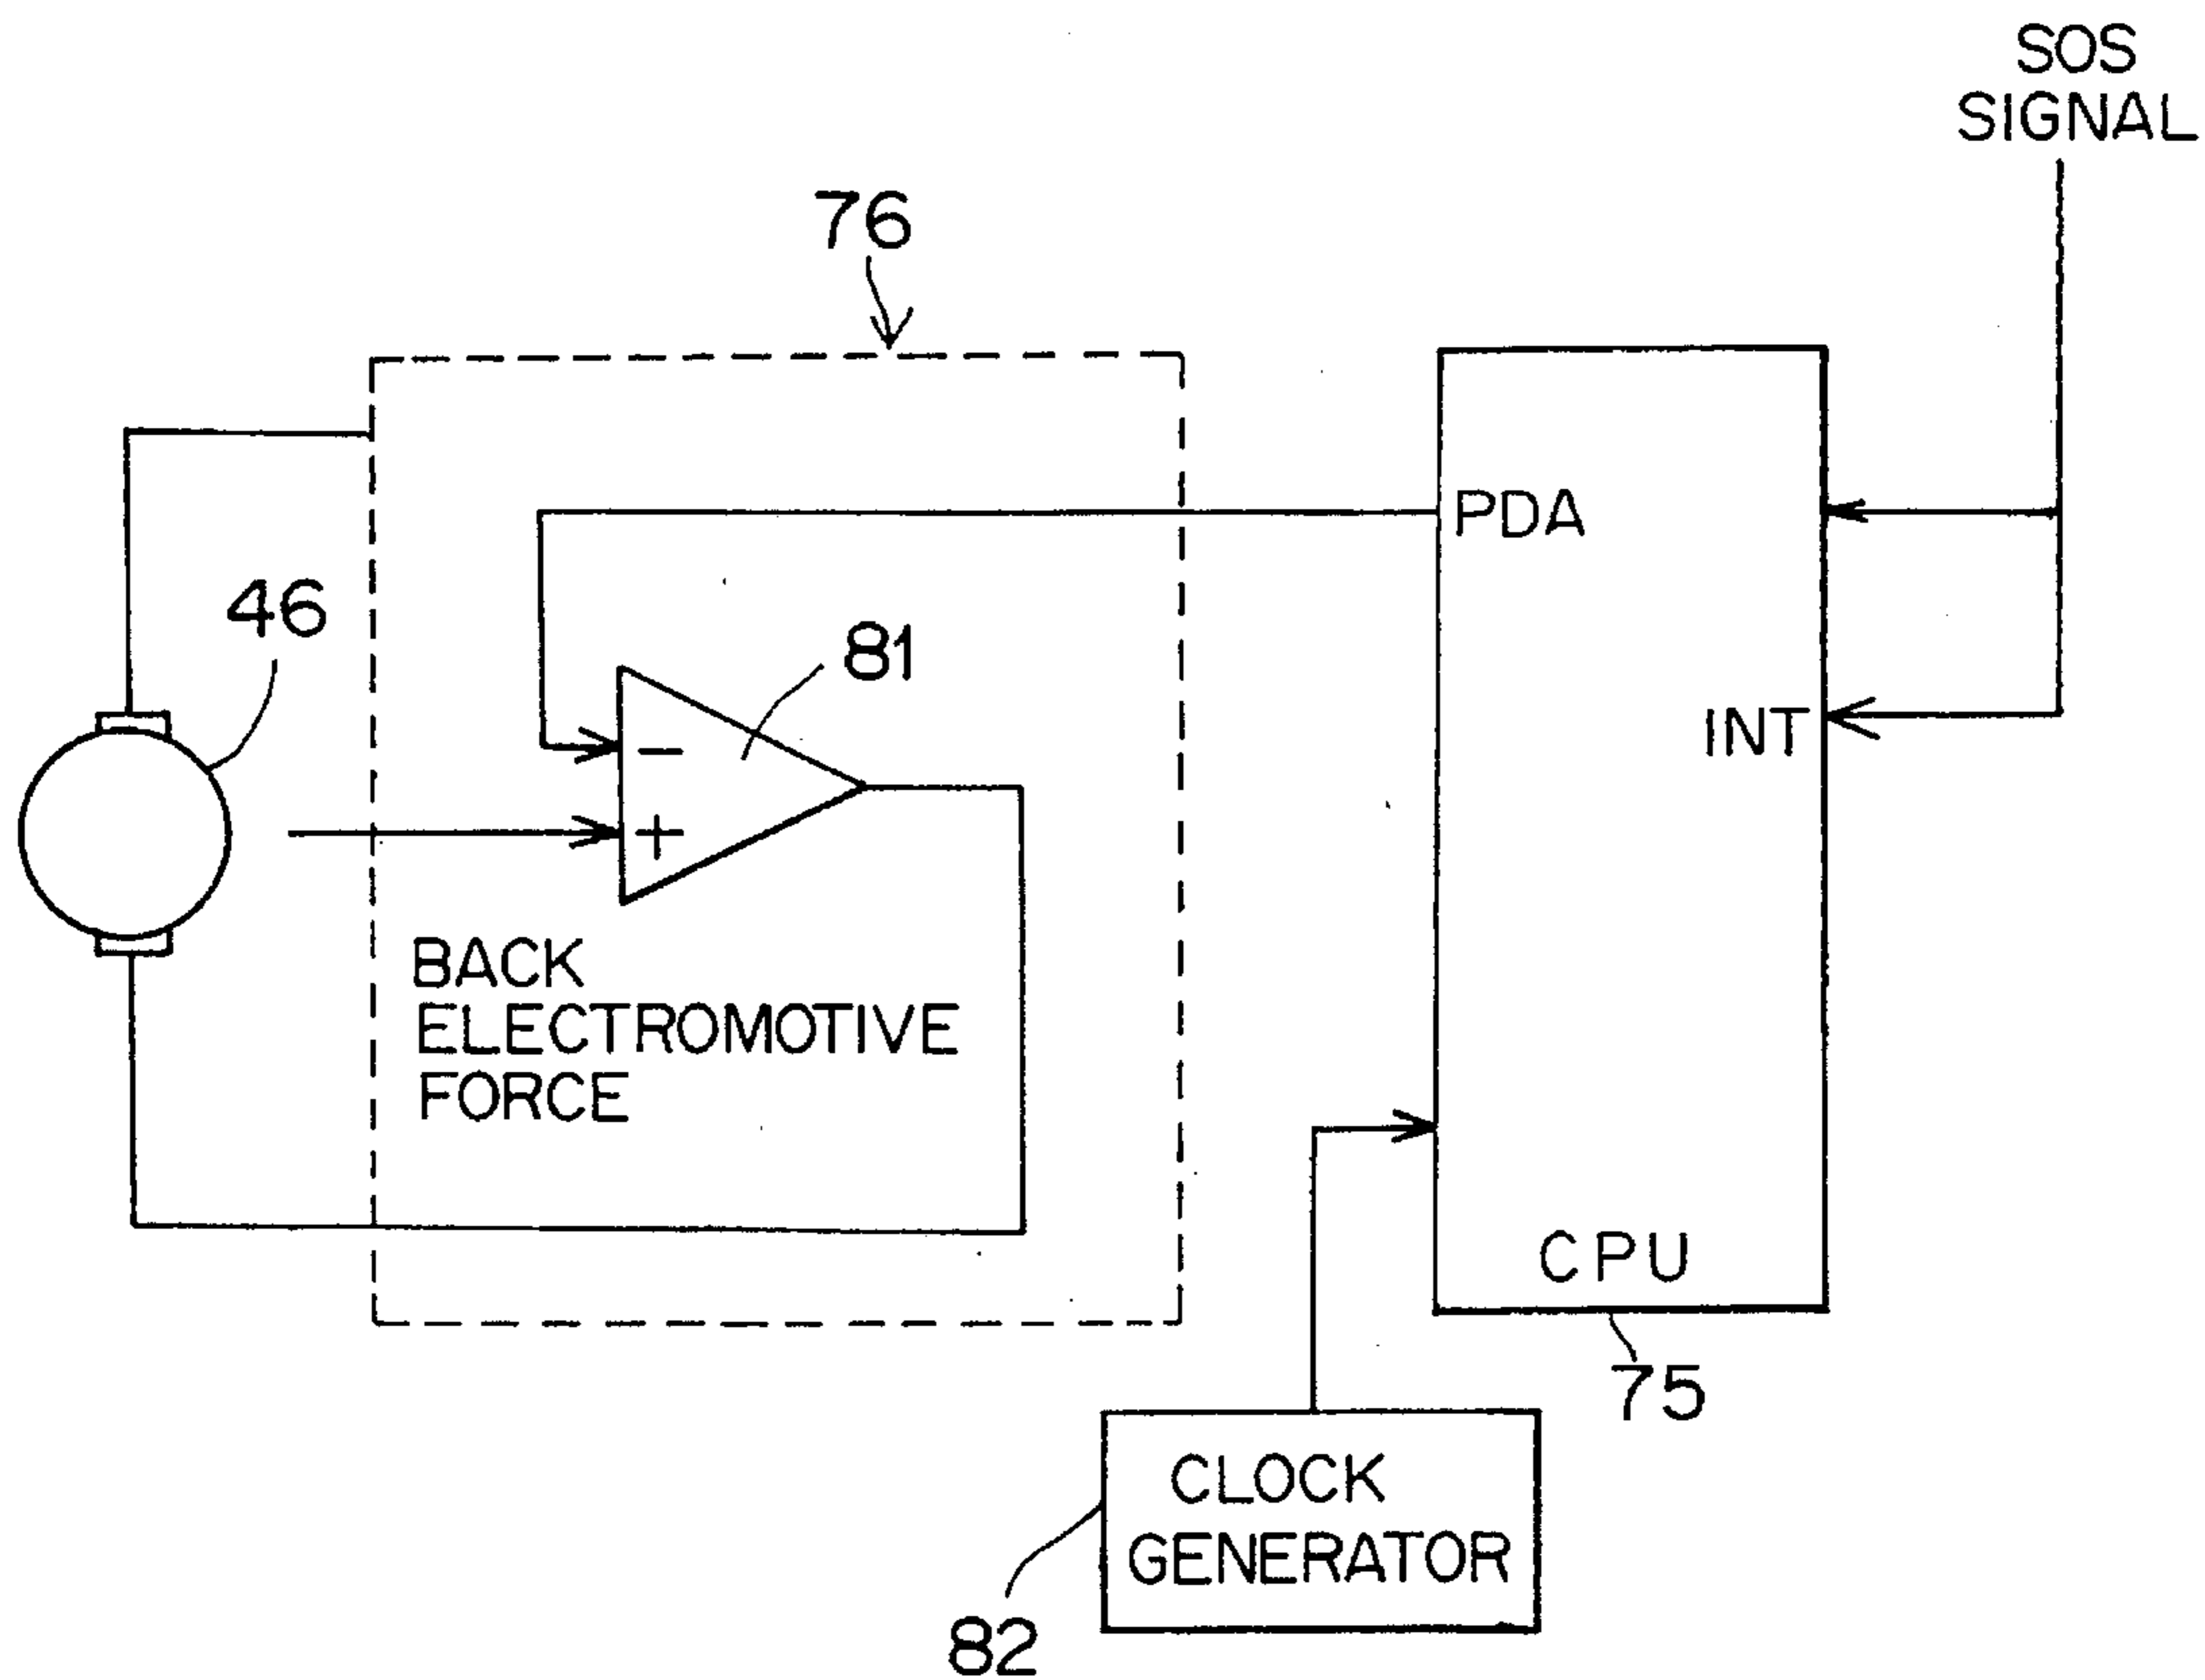 SOS
SIGNAL
76
PDA
46
81
INT
−
+
BACK
ELECTROMOTIVE
FORCE
CPU
75
CLOCK
GENERATOR
82